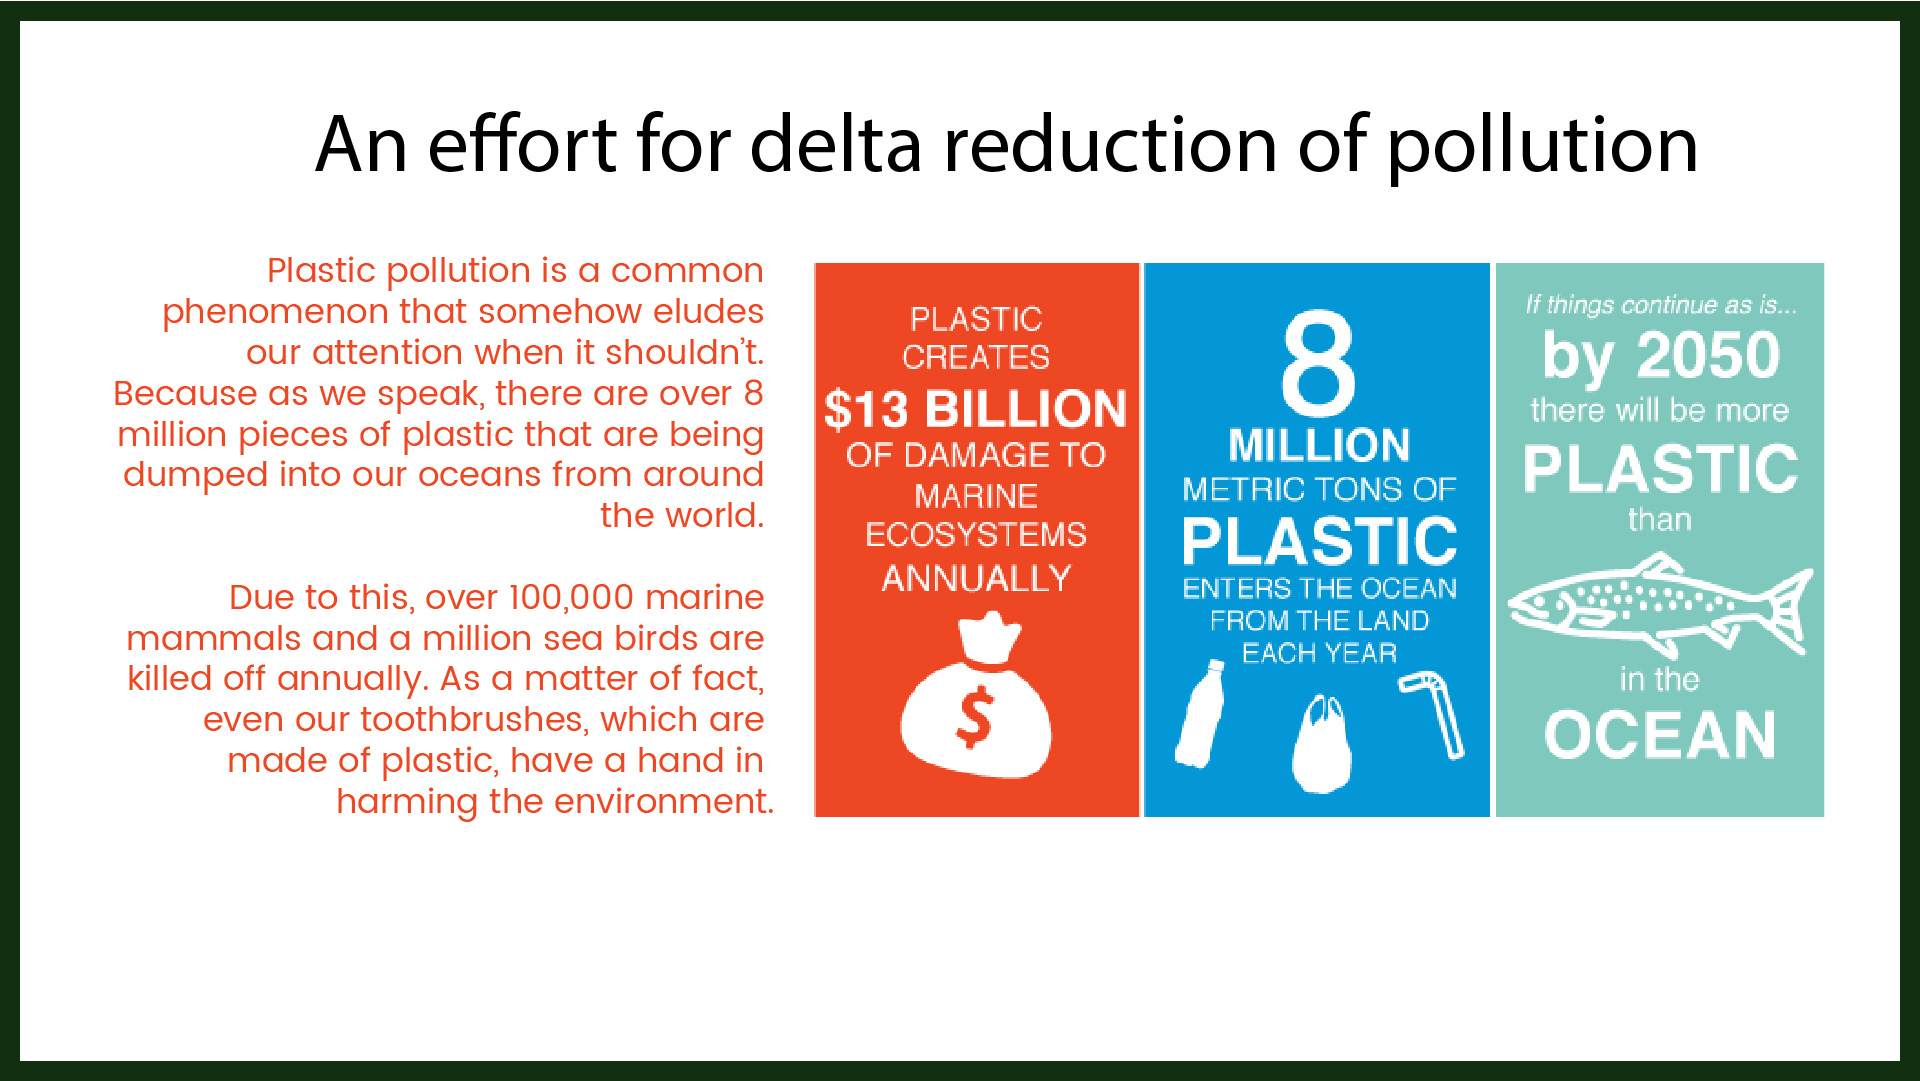 An effort for delta reduction of pollution
Plastic pollution is a common
phenomenon that somehow eludes
our attention when it shouldn’t.
Because as we speak, there are over 8
million pieces of plastic that are being
dumped into our oceans from around
the world.
Due to this, over 100,000 marine
mammals and a million sea birds are
killed off annually. As a matter of fact,
even our toothbrushes, which are
made of plastic, have a hand in
harming the environment.
PLASTIC
CREATES
$13 BILLION
OF DAMAGE TO
MARINE
ECOSYSTEMS
ANNUALLY
$
8
MILLION
METRIC TONS OF
PLASTIC
ENTERS THE OCEAN
FROM THE LAND
EACH YEAR
If things continue as is...
by 2050
there will be more
PLASTIC
than
in the
OCEAN